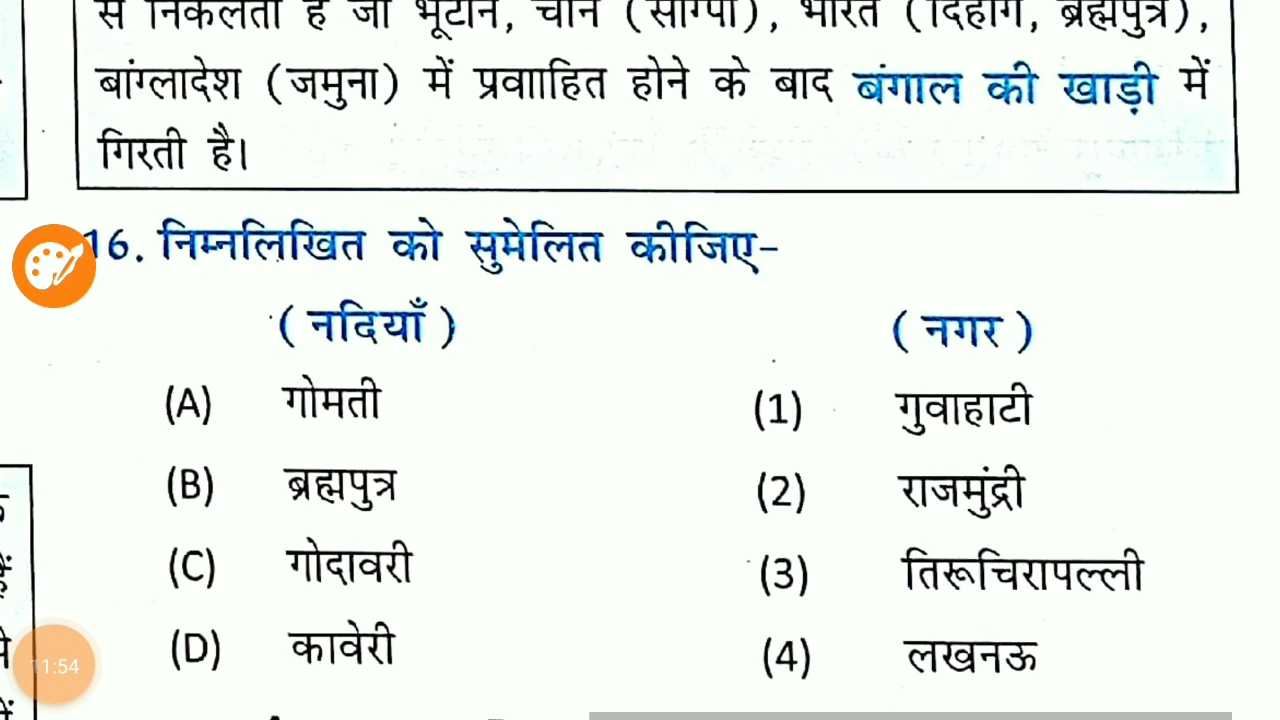 से निकलती है जो भूटान, चीन (सांग्पो), भारत (दिहांग, ब्रह्मपुत्र),
बांग्लादेश (जमुना) में प्रवााहित होने के बाद बंगाल की खाड़ी में
गिरती है।
16. निम्नलिखित को सुमेलित कीजिए-
(नदियाँ) (नगर)
(A) गोमती (1) गुवाहाटी
(B) ब्रह्मपुत्र (2) राजमुंद्री
(C) गोदावरी (3) तिरूचिरापल्ली
(D) कावेरी (4) लखनऊ
11:54